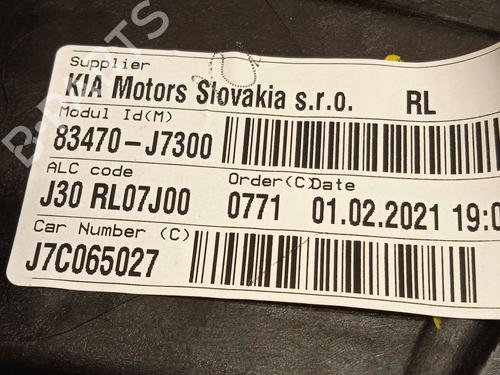 Supplier
KIA Motors Slovakia s.r.o. RL
Modul Id(M)
83470-J7300
ALC code Order(C)Date
J30 RL07J00 0771 01.02.2021 19:0
Car Number (C)
J7C065027